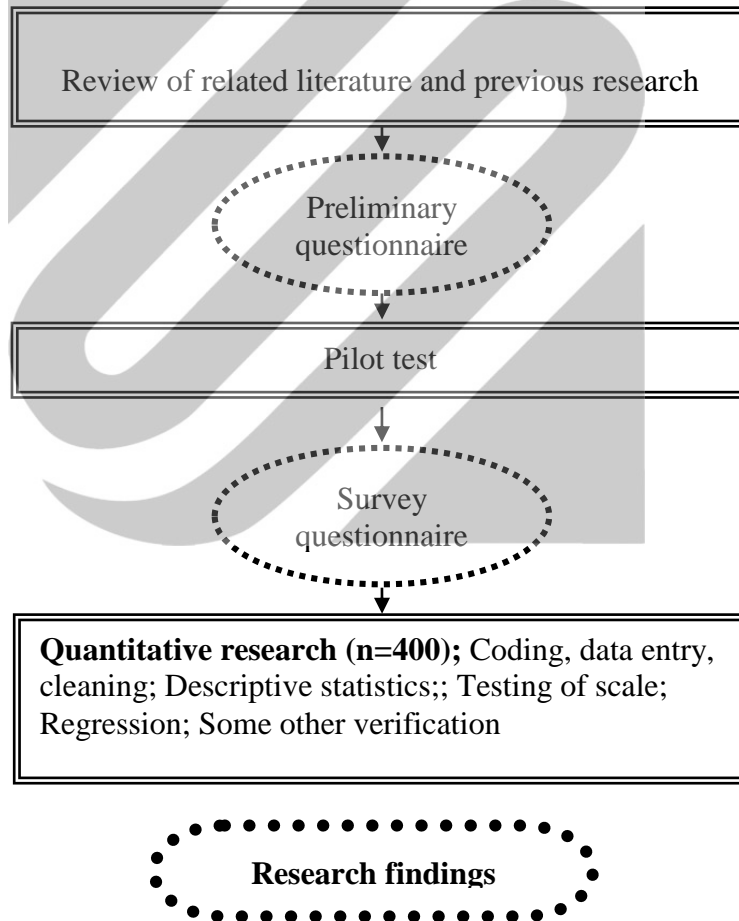 Review of related literature and previous research
Preliminary
questionnaire
Pilot test
Survey
questionnaire
Quantitative research (n=400); Coding, data entry,
cleaning; Descriptive statistics;; Testing of scale;
Regression; Some other verification
Research findings